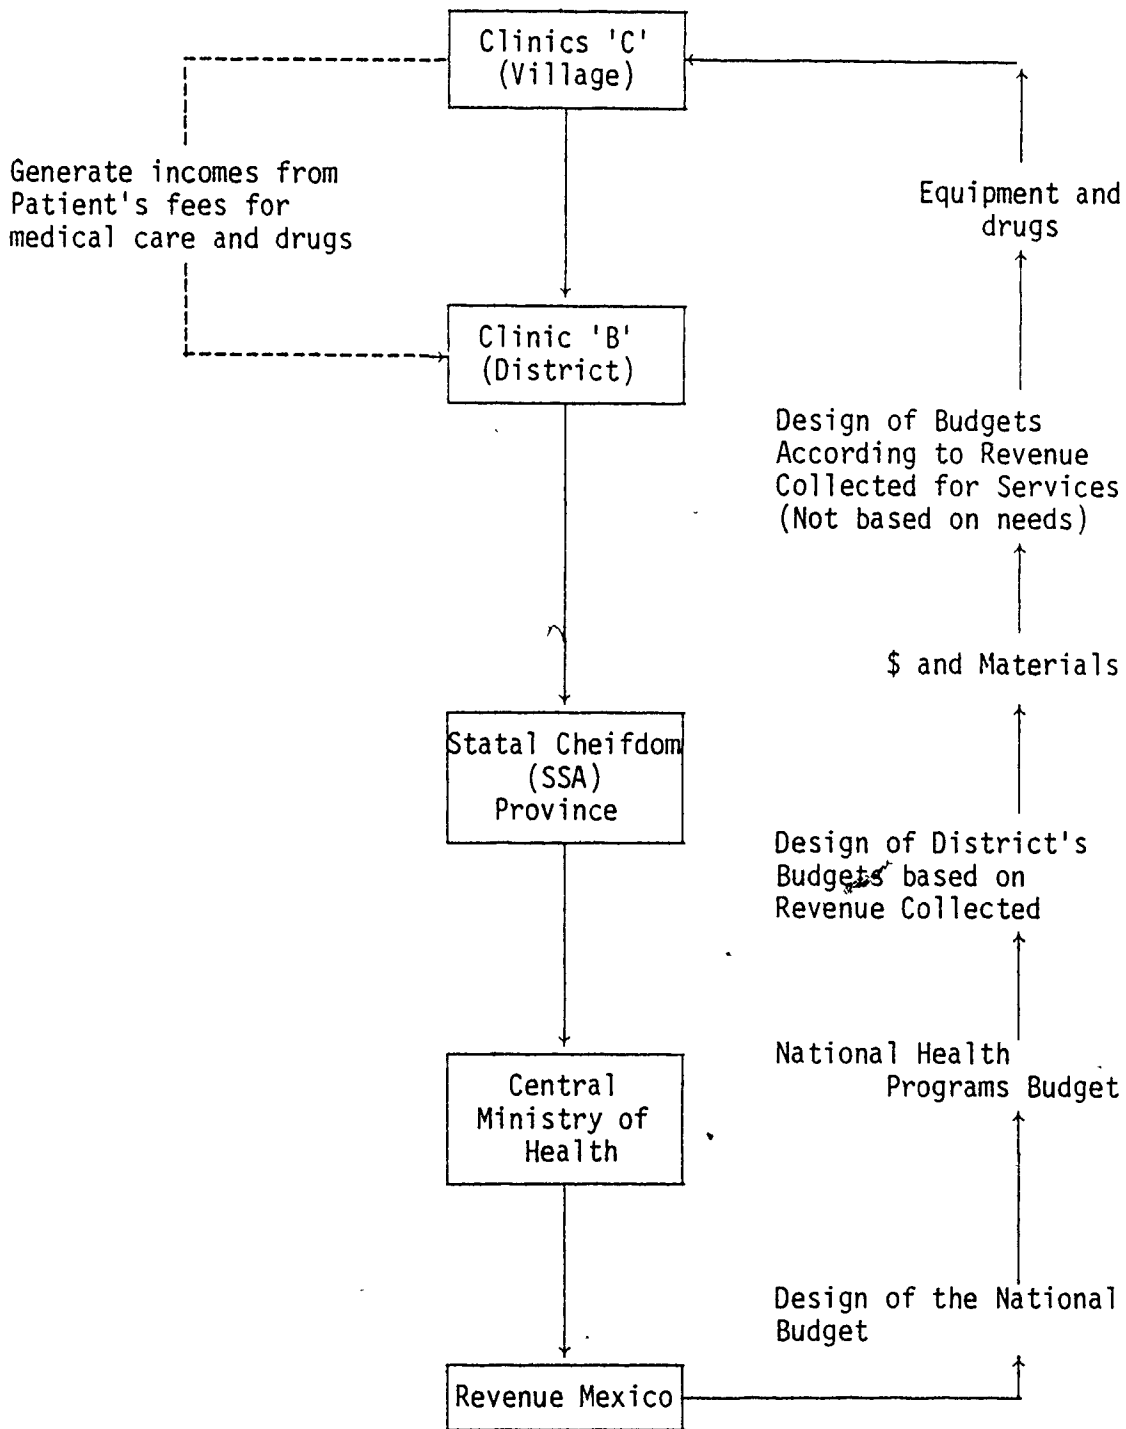 Clinics 'C'
(Village)
Generate incomes from
Patient's fees for
medical care and drugs
Equipment and
drugs
Clinic 'B'
(District)
Design of Budgets
According to Revenue
Collected for Services
(Not based on needs)
$ and Materials
Statal Cheifdom
(SSA)
Province
Design of District's
Budgets based on
Revenue Collected
National Health
Programs Budget
Central
Ministry of
Health
Design of the National
Budget
Revenue Mexico